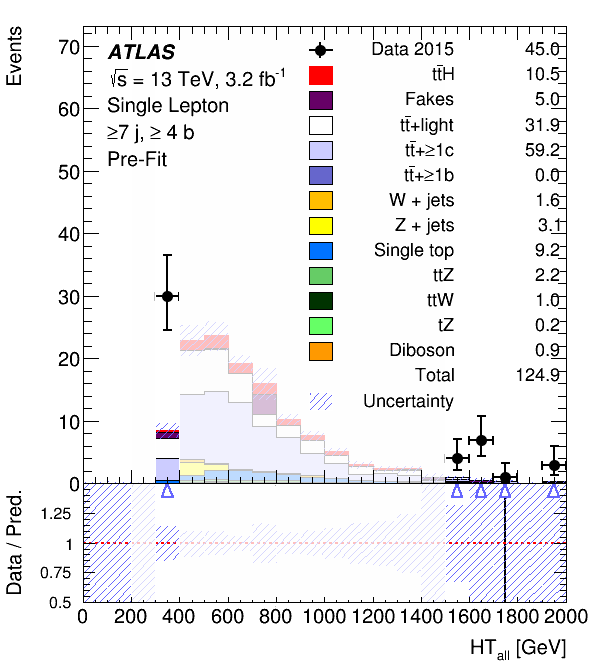 Events
70
60
50
40
30
20
10
0
ATLAS
√s = 13 TeV, 3.2 fb⁻¹
Single Lepton
≥7 j, ≥ 4 b
Pre-Fit
Data 2015 45.0
tt̄H 10.5
Fakes 5.0
tt̄+light 31.9
tt̄+≥1c 59.2
tt̄+≥1b 0.0
W + jets 1.6
Z + jets 3.1
Single top 9.2
ttZ 2.2
ttW 1.0
tZ 0.2
Diboson 0.9
Total 124.9
Uncertainty
Data / Pred.
1.25
1
0.75
0.5
0 200 400 600 800 1000 1200 1400 1600 1800 2000
HT_all [GeV]